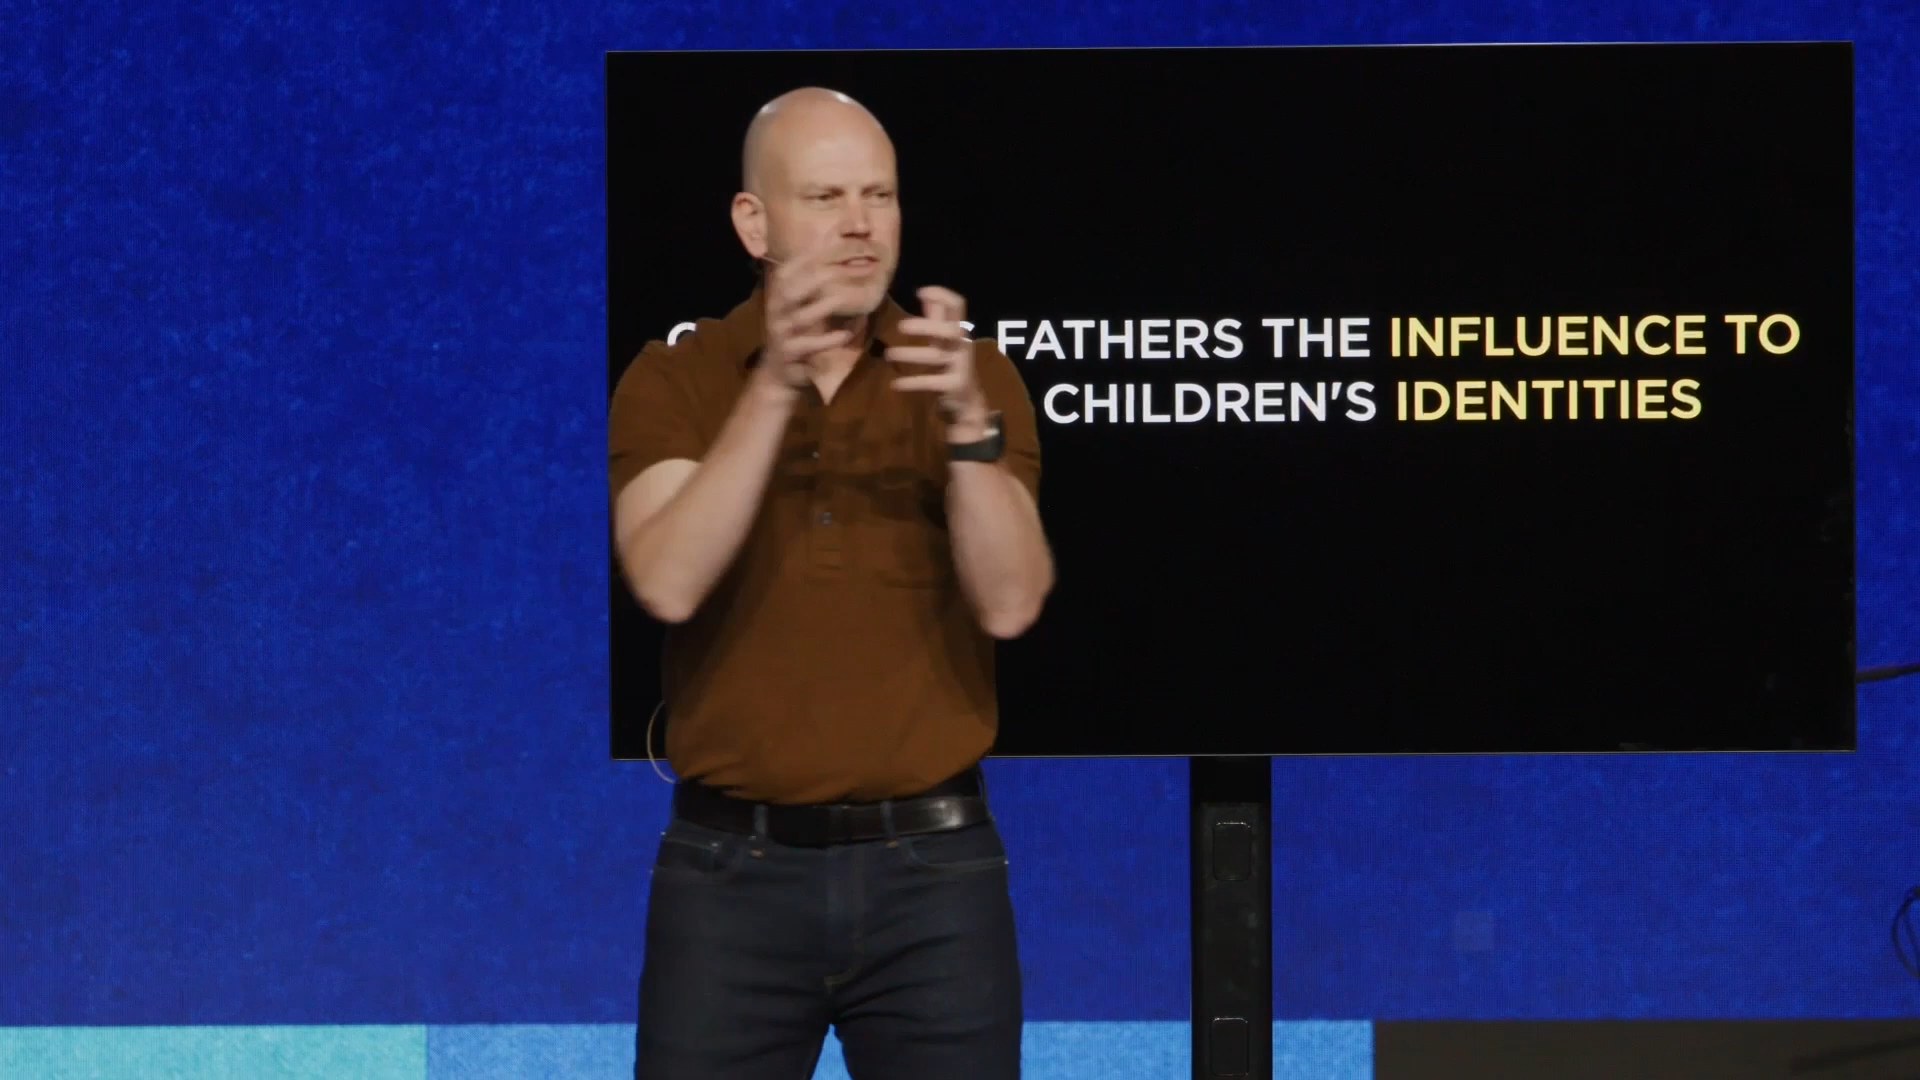 FATHERS THE INFLUENCE TO
CHILDREN'S IDENTITIES